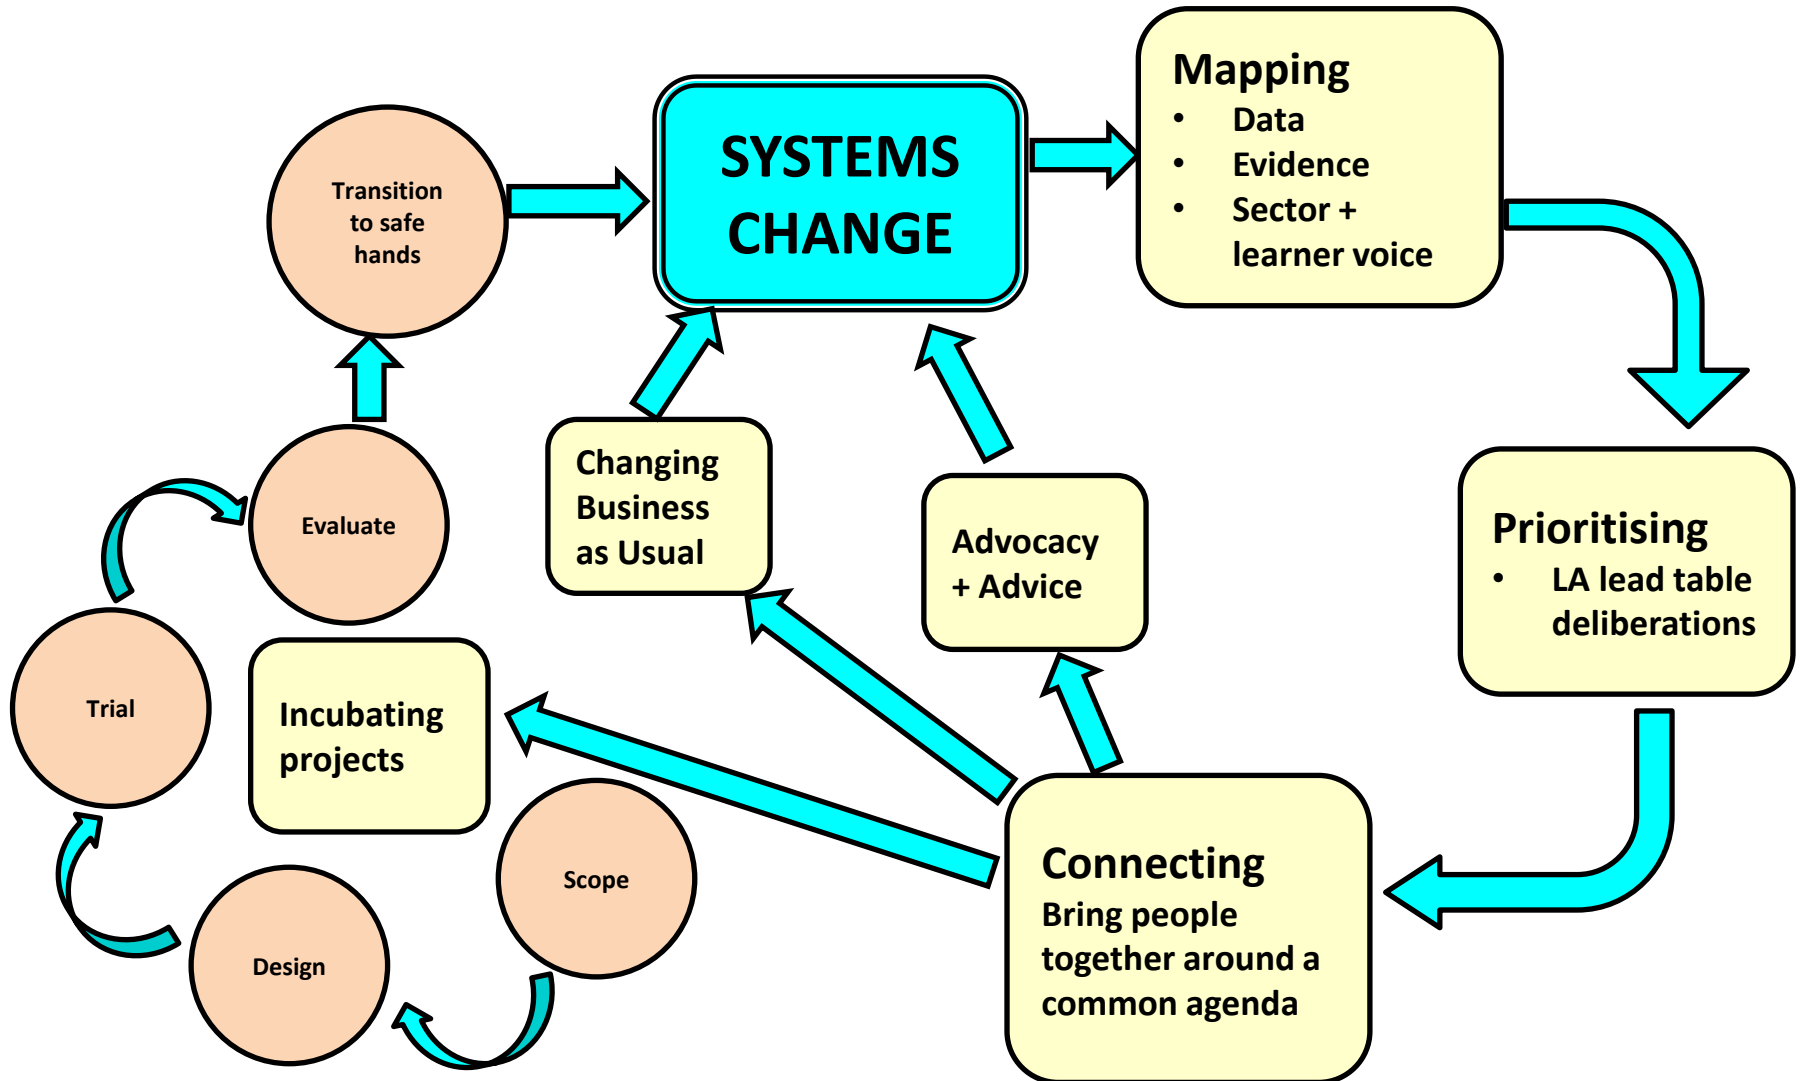 SYSTEMS
CHANGE
Mapping
• Data
• Evidence
• Sector +
learner voice
Prioritising
• LA lead table
deliberations
Connecting
Bring people
together around a
common agenda
Advocacy
+ Advice
Changing
Business
as Usual
Incubating
projects
Scope
Design
Trial
Evaluate
Transition
to safe
hands